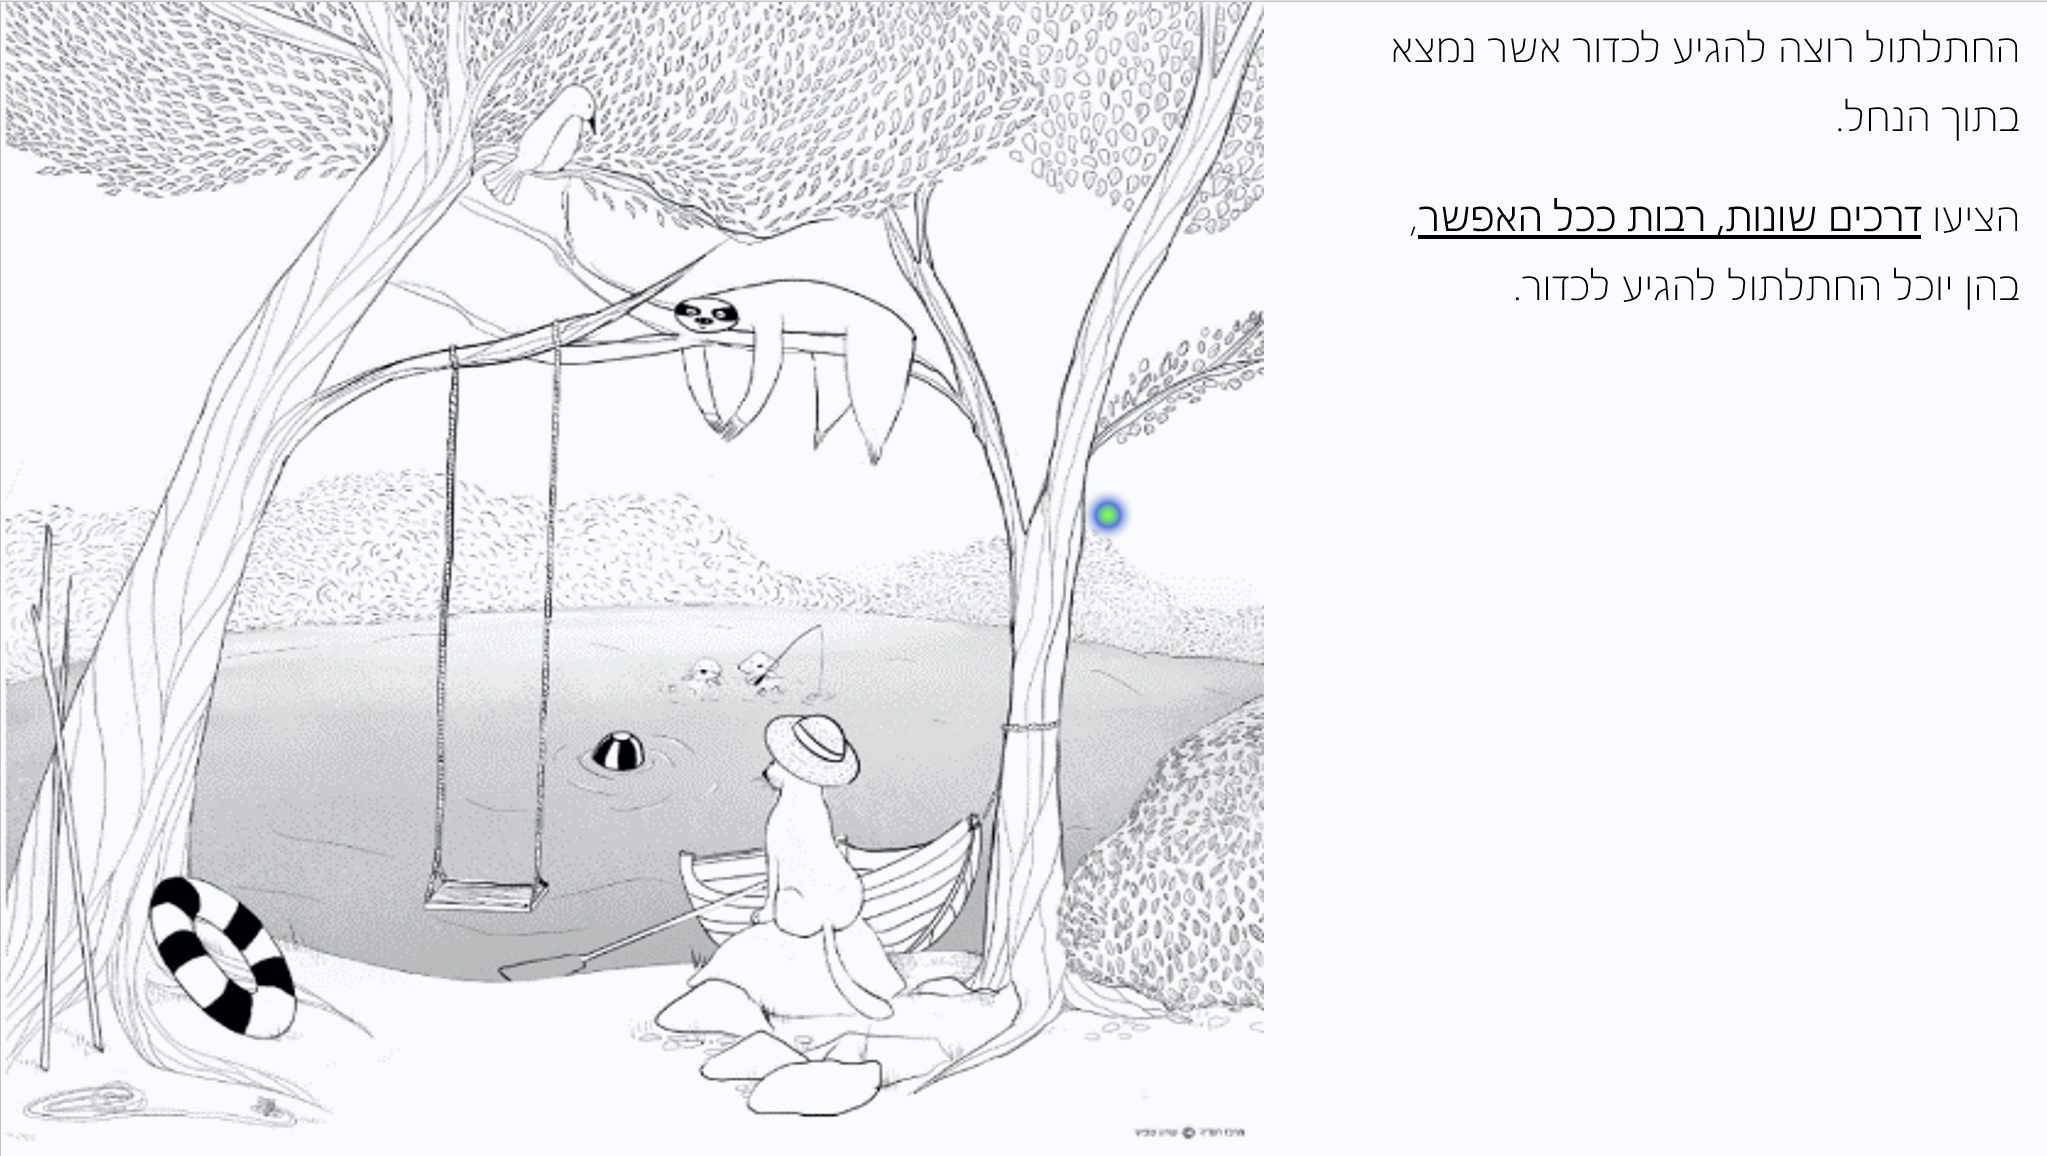 החתלתול רוצה להגיע לכדור אשר נמצא
בתוך הנחל.
הציעו דרכים שונות, רבות ככל האפשר,
בהן יוכל החתלתול להגיע לכדור.